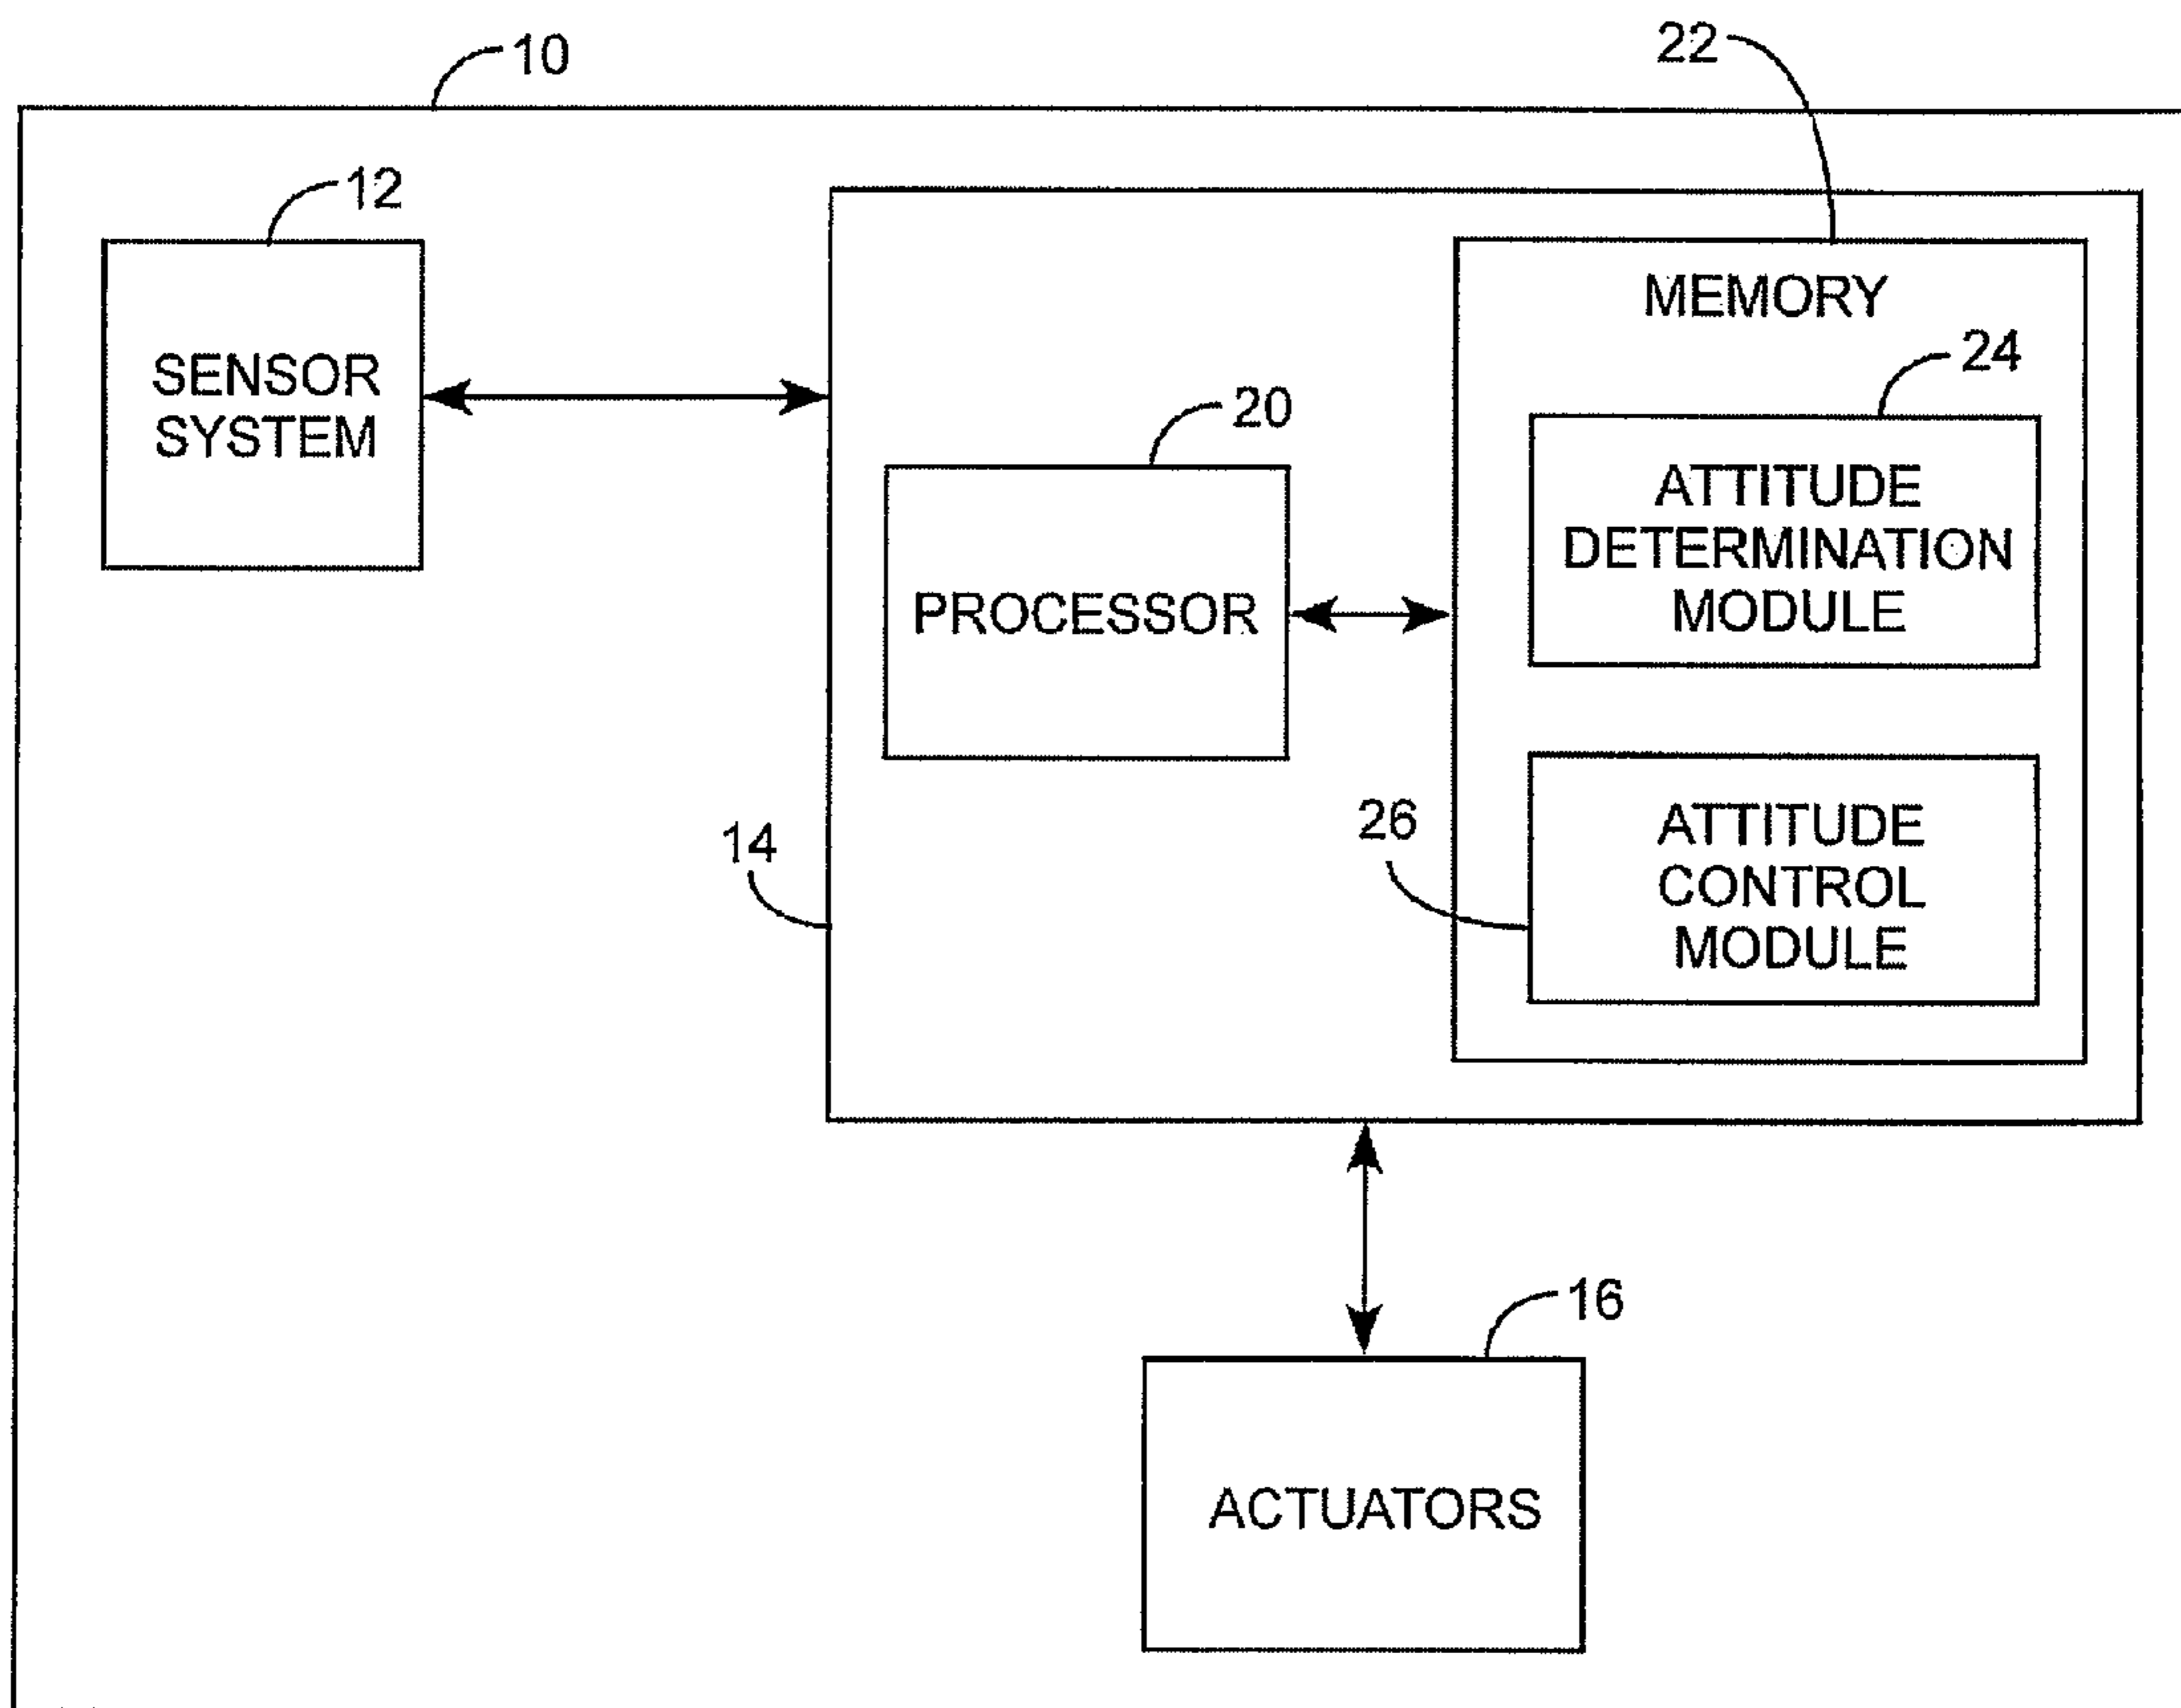 10
22
12
MEMORY
24
SENSOR
SYSTEM
20
ATTITUDE
DETERMINATION
MODULE
PROCESSOR
26
14
ATTITUDE
CONTROL
MODULE
16
ACTUATORS